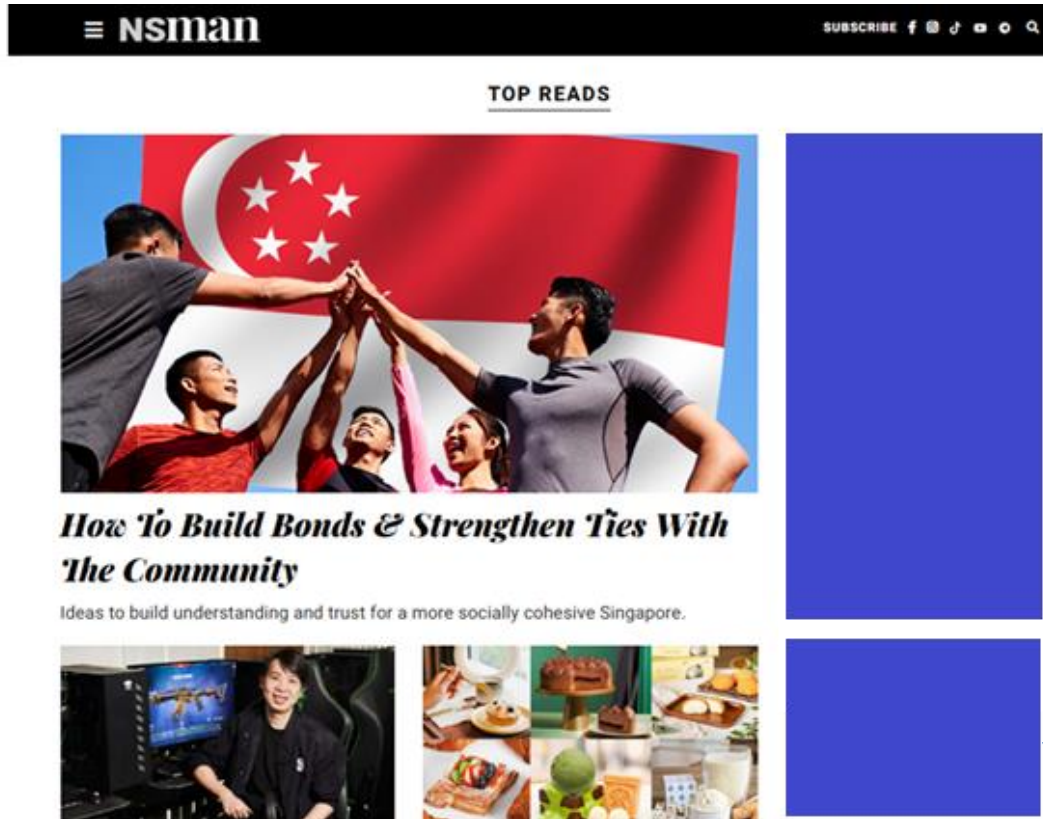 NSman
SUBSCRIBE
TOP READS
How To Build Bonds & Strengthen Ties With
The Community
Ideas to build understanding and trust for a more socially cohesive Singapore.